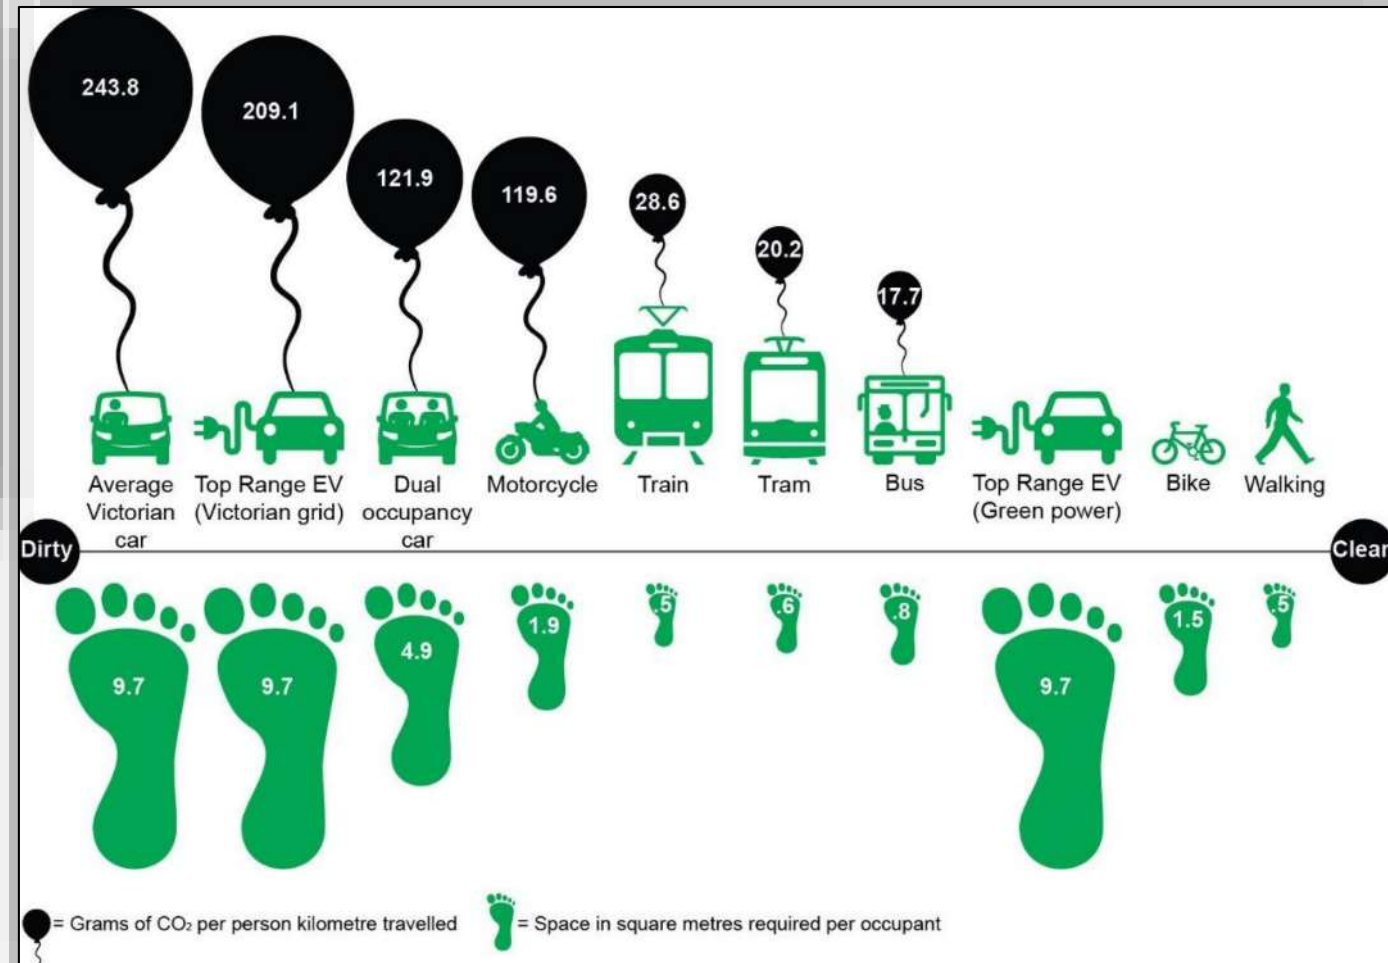 243.8
209.1
121.9
119.6
28.6
20.2
17.7
Average Victorian car
Top Range EV (Victorian grid)
Dual occupancy car
Motorcycle
Train
Tram
Bus
Top Range EV (Green power)
Bike
Walking
Dirty
Clean
9.7
9.7
4.9
1.9
.5
.6
.8
9.7
1.5
.5
= Grams of CO₂ per person kilometre travelled
= Space in square metres required per occupant